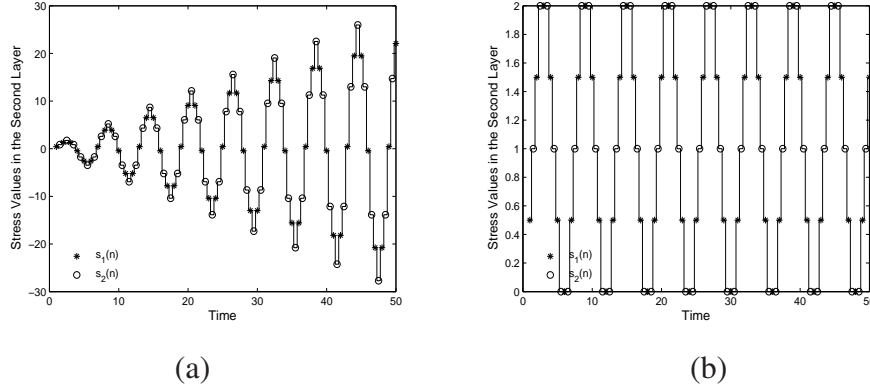 30
20
10
0
−10
−20
−30
0 10 20 30 40 50
Stress Values in the Second Layer
Time
s1(n)
s2(n)
(a)
2
1.8
1.6
1.4
1.2
1
0.8
0.6
0.4
0.2
0
0 10 20 30 40 50
Stress Values in the Second Layer
Time
s1(n)
s2(n)
(b)